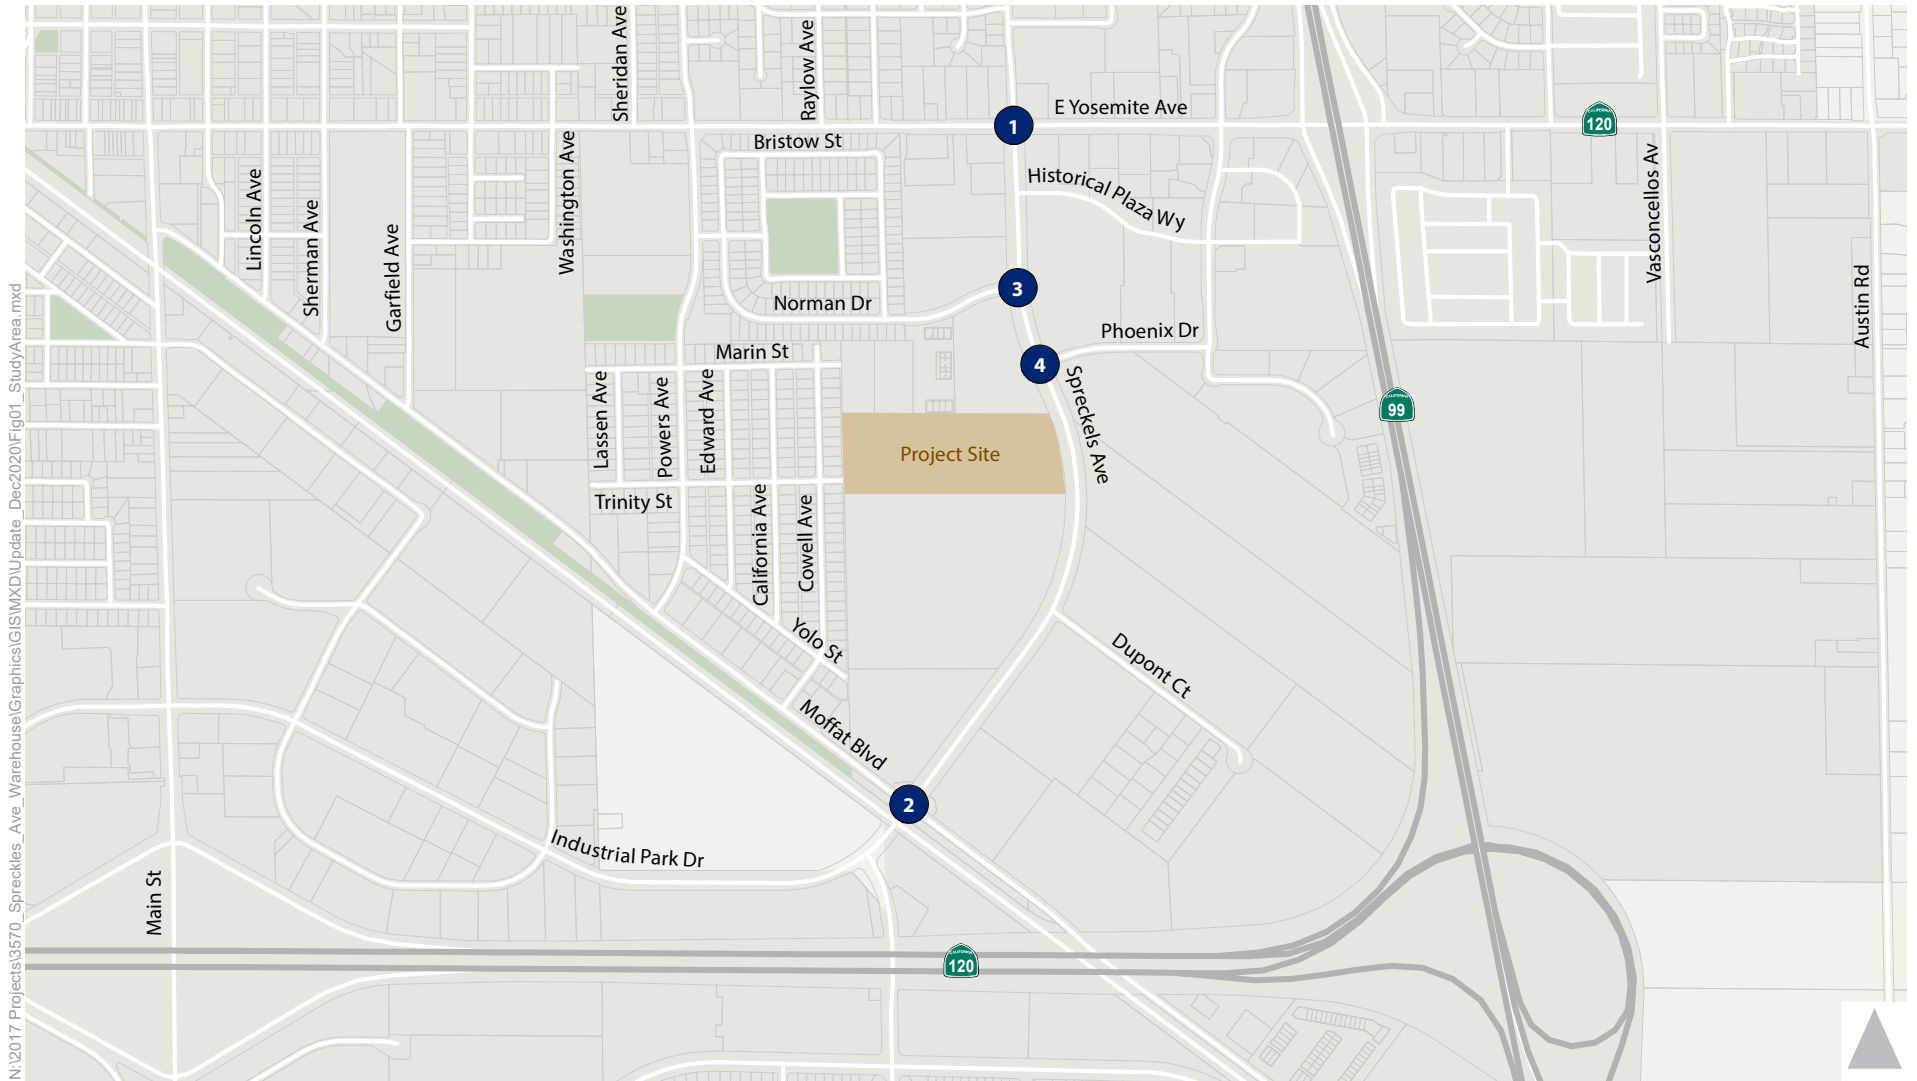 Sheridan Ave
Raylow Ave
E Yosemite Ave
1
CALIFORNIA
120
Bristow St
Washington Ave
Vasconcellos Av
Lincoln Ave
Sherman Ave
Garfield Ave
Historical Plaza Wy
3
Norman Dr
Phoenix Dr
Austin Rd
Marin St
4
Spreckels Ave
CALIFORNIA
99
Lassen Ave
Powers Ave
Edward Ave
Project Site
Trinity St
California Ave
Cowell Ave
Yolo St
Dupont Ct
Moffat Blvd
2
Industrial Park Dr
Main St
CALIFORNIA
120
N:\2017 Projects\3570_Spreckles_Ave_Warehouse\Graphics\GIS\MXD\Update_Dec2020\Fig01_StudyArea.mxd